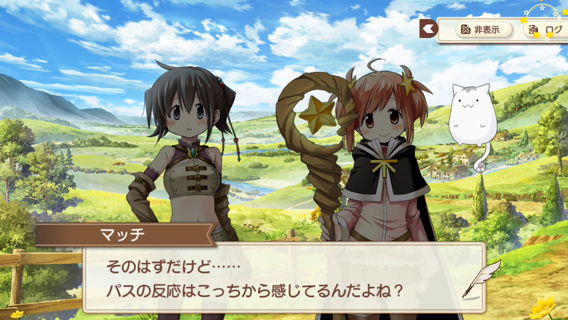 非表示
ログ
マッチ
そのはずだけど……
パスの反応はこっちから感じてるんだよね？